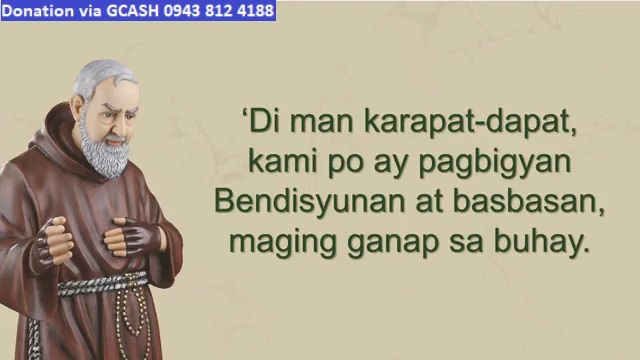 Donation via GCASH 0943 812 4188
‘Di man karapat-dapat,
kami po ay pagbigyan
Bendisyunan at basbasan,
maging ganap sa buhay.